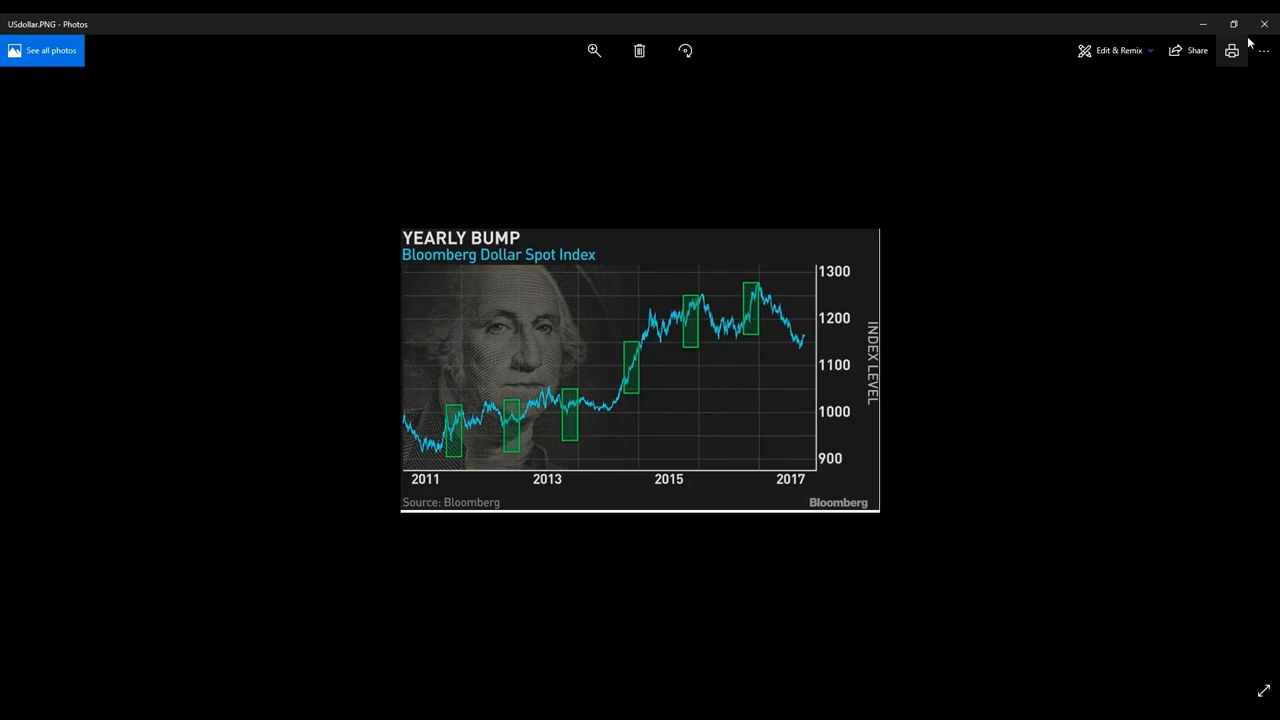 USdollar.PNG - Photos
See all photos
Edit & Remix
Share
YEARLY BUMP
Bloomberg Dollar Spot Index
1300
1200
1100
1000
900
INDEX LEVEL
2011 2013 2015 2017
Source: Bloomberg
Bloomberg